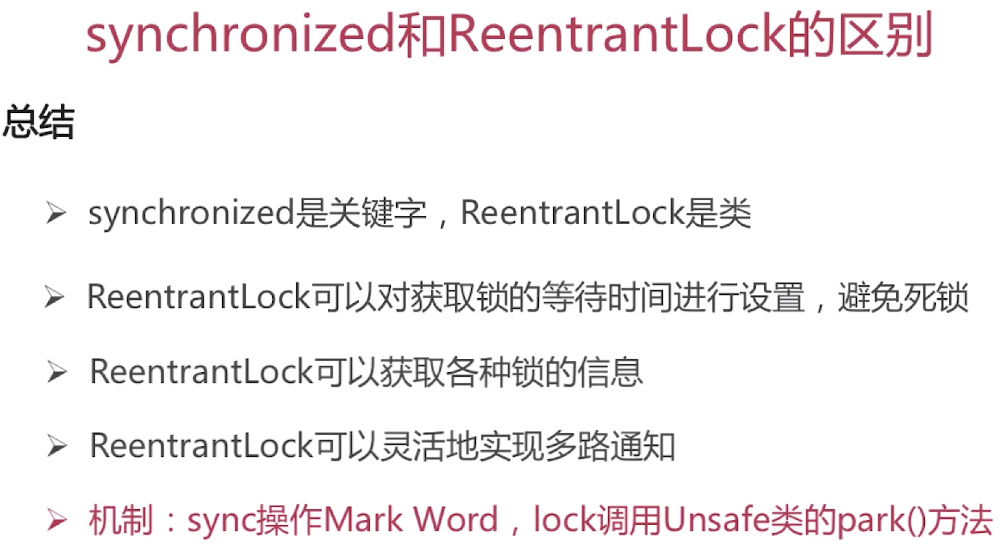 synchronized和ReentrantLock的区别
总结
➢ synchronized是关键字，ReentrantLock是类
➢ ReentrantLock可以对获取锁的等待时间进行设置，避免死锁
➢ ReentrantLock可以获取各种锁的信息
➢ ReentrantLock可以灵活地实现多路通知
➢ 机制：sync操作Mark Word，lock调用Unsafe类的park()方法